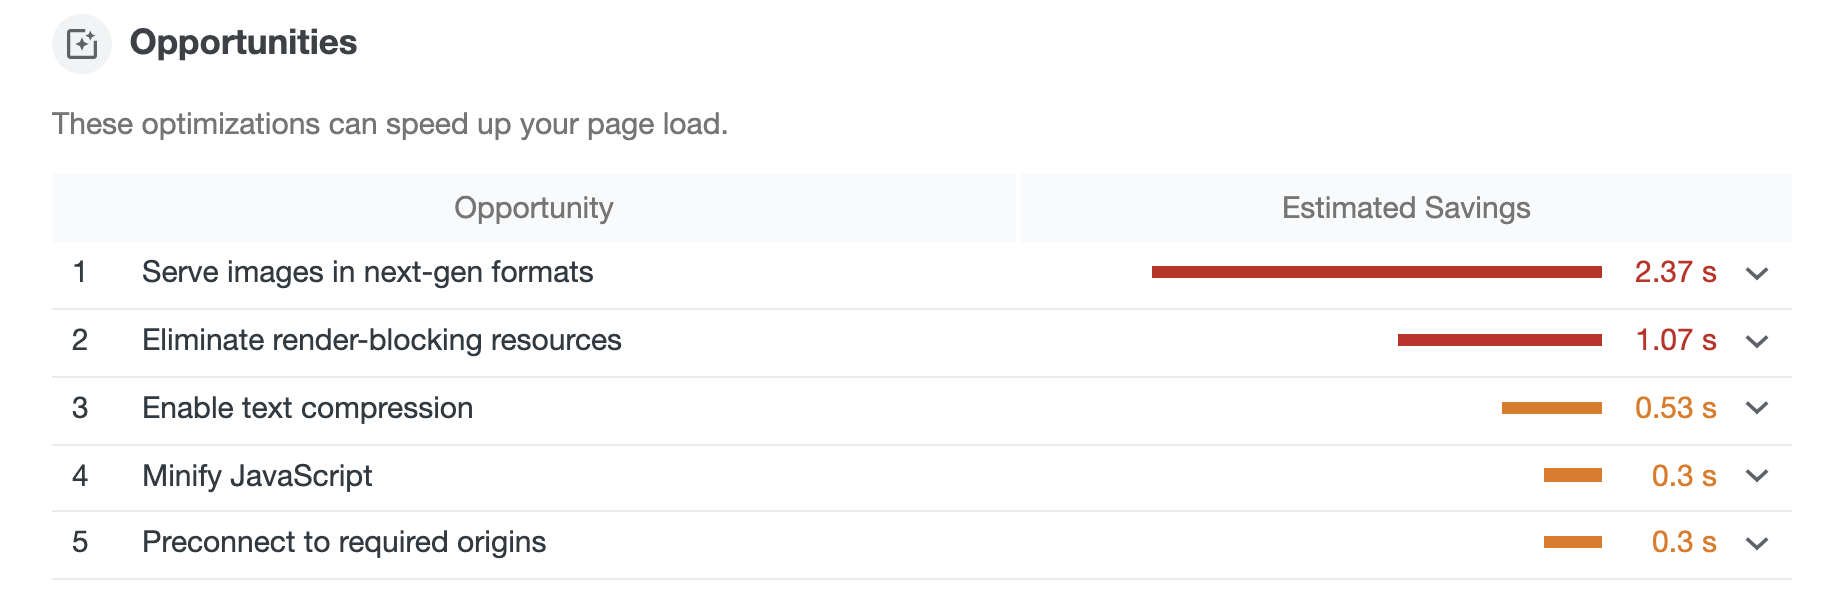 Opportunities
These optimizations can speed up your page load.
Opportunity Estimated Savings
1 Serve images in next-gen formats 2.37 s
2 Eliminate render-blocking resources 1.07 s
3 Enable text compression 0.53 s
4 Minify JavaScript 0.3 s
5 Preconnect to required origins 0.3 s